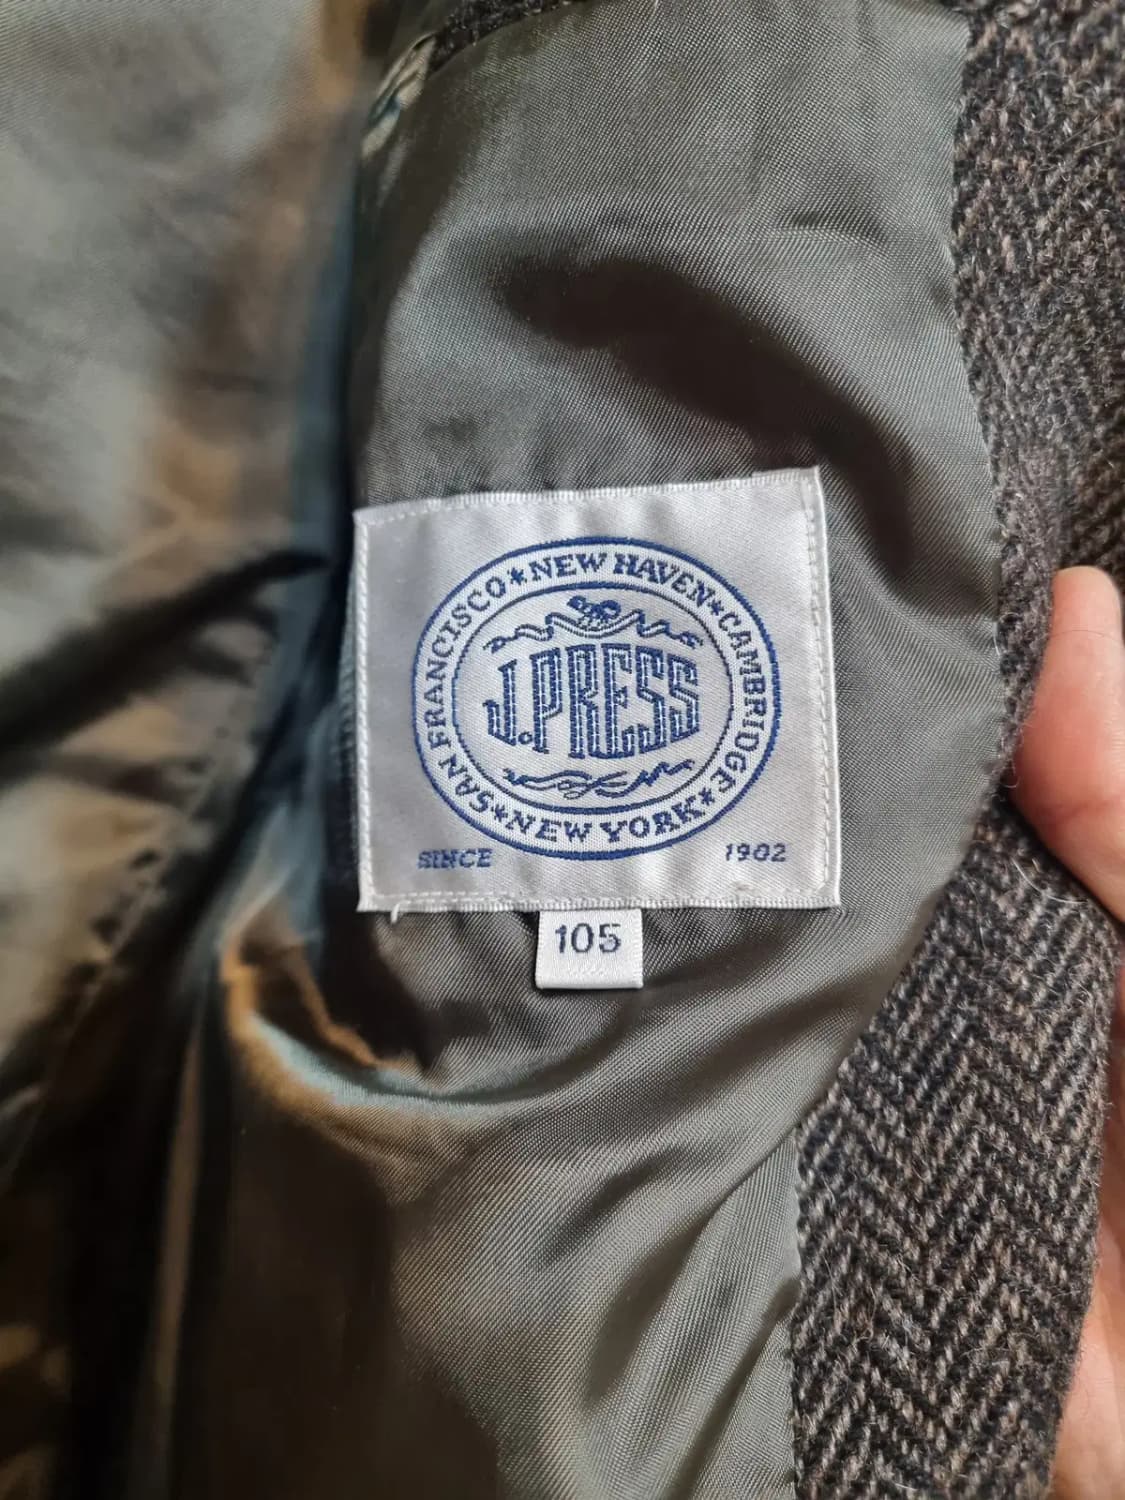 SAN FRANCISCO*NEW HAVEN*CAMBRIDGE*NEW YORK*
J.PRESS
SINCE 1902
105